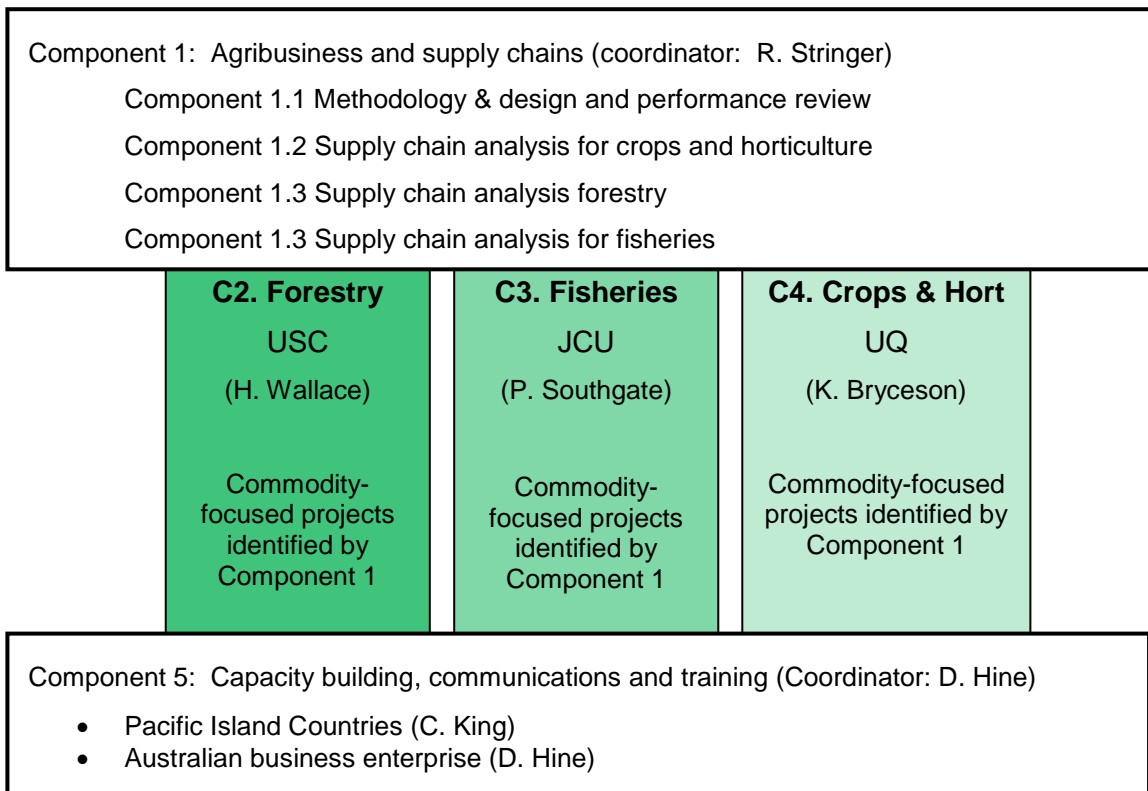 Component 1:  Agribusiness and supply chains (coordinator:  R. Stringer)
Component 1.1 Methodology & design and performance review
Component 1.2 Supply chain analysis for crops and horticulture
Component 1.3 Supply chain analysis forestry
Component 1.3 Supply chain analysis for fisheries
C2. Forestry
USC
(H. Wallace)
Commodity-
focused projects
identified by
Component 1
C3. Fisheries
JCU
(P. Southgate)
Commodity-
focused projects
identified by
Component 1
C4. Crops & Hort
UQ
(K. Bryceson)
Commodity-focused
projects identified by
Component 1
Component 5:  Capacity building, communications and training (Coordinator: D. Hine)
• Pacific Island Countries (C. King)
• Australian business enterprise (D. Hine)